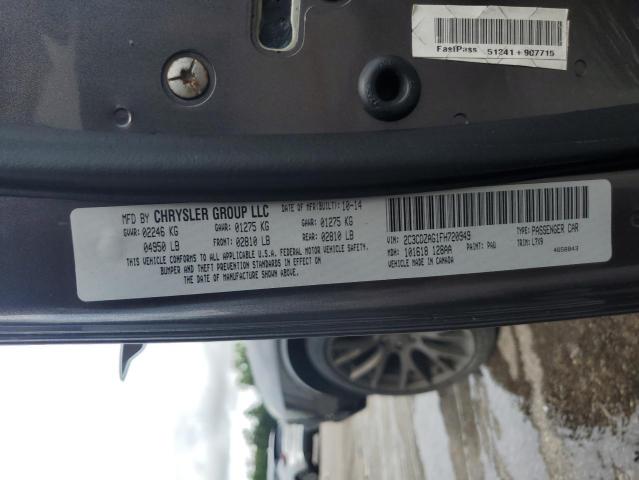 FastPass 51241 + 907715
MFD BY CHRYSLER GROUP LLC
DATE OF MFR(BUILT): 10-14
GVWR: 02246 KG
GAWR: 01275 KG
GAWR: 01275 KG
04950 LB
FRONT: 02810 LB
REAR: 02810 LB
THIS VEHICLE CONFORMS TO ALL APPLICABLE U.S.A. FEDERAL MOTOR VEHICLE SAFETY,
BUMPER AND THEFT PREVENTION STANDARDS IN EFFECT ON
THE DATE OF MANUFACTURE SHOWN ABOVE.
VIN: 2C3CDZAG1FH720949
TYPE: PASSENGER CAR
MDH: 101618 128AA
PAINT: PAU
TRIM: L7X9
VEHICLE MADE IN CANADA
4658843